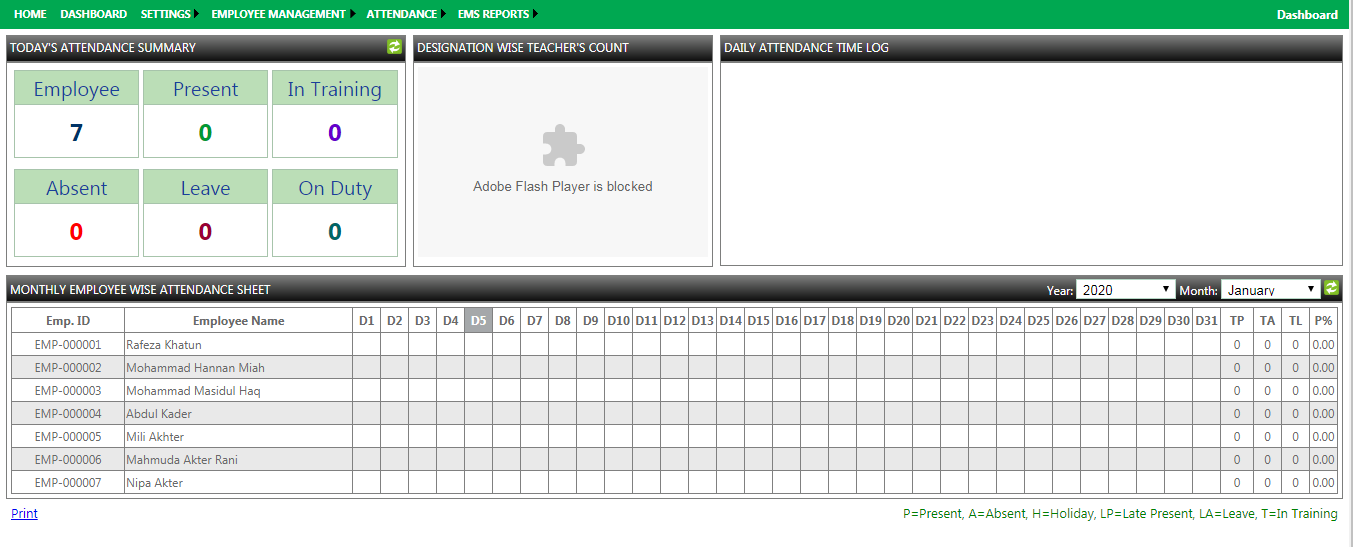 HOME DASHBOARD SETTINGS EMPLOYEE MANAGEMENT ATTENDANCE EMS REPORTS Dashboard
TODAY'S ATTENDANCE SUMMARY
Employee Present In Training
7 0 0
Absent Leave On Duty
0 0 0
DESIGNATION WISE TEACHER'S COUNT
Adobe Flash Player is blocked
DAILY ATTENDANCE TIME LOG
MONTHLY EMPLOYEE WISE ATTENDANCE SHEET Year: 2020 Month: January
Emp. ID Employee Name D1 D2 D3 D4 D5 D6 D7 D8 D9 D10 D11 D12 D13 D14 D15 D16 D17 D18 D19 D20 D21 D22 D23 D24 D25 D26 D27 D28 D29 D30 D31 TP TA TL P%
EMP-000001 Rafeza Khatun 0 0 0 0.00
EMP-000002 Mohammad Hannan Miah 0 0 0 0.00
EMP-000003 Mohammad Masidul Haq 0 0 0 0.00
EMP-000004 Abdul Kader 0 0 0 0.00
EMP-000005 Mili Akhter 0 0 0 0.00
EMP-000006 Mahmuda Akter Rani 0 0 0 0.00
EMP-000007 Nipa Akter 0 0 0 0.00
Print P=Present, A=Absent, H=Holiday, LP=Late Present, LA=Leave, T=In Training